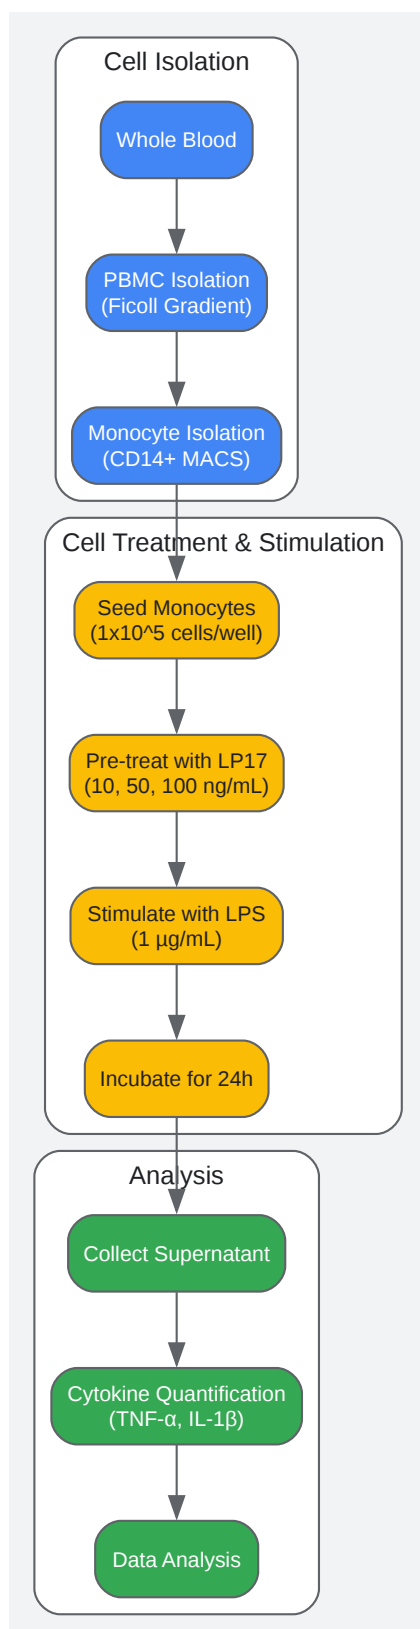 Cell Isolation
Whole Blood
PBMC Isolation
(Ficoll Gradient)
Monocyte Isolation
(CD14+ MACS)
Cell Treatment & Stimulation
Seed Monocytes
(1x10^5 cells/well)
Pre-treat with LP17
(10, 50, 100 ng/mL)
Stimulate with LPS
(1 µg/mL)
Incubate for 24h
Analysis
Collect Supernatant
Cytokine Quantification
(TNF-α, IL-1β)
Data Analysis